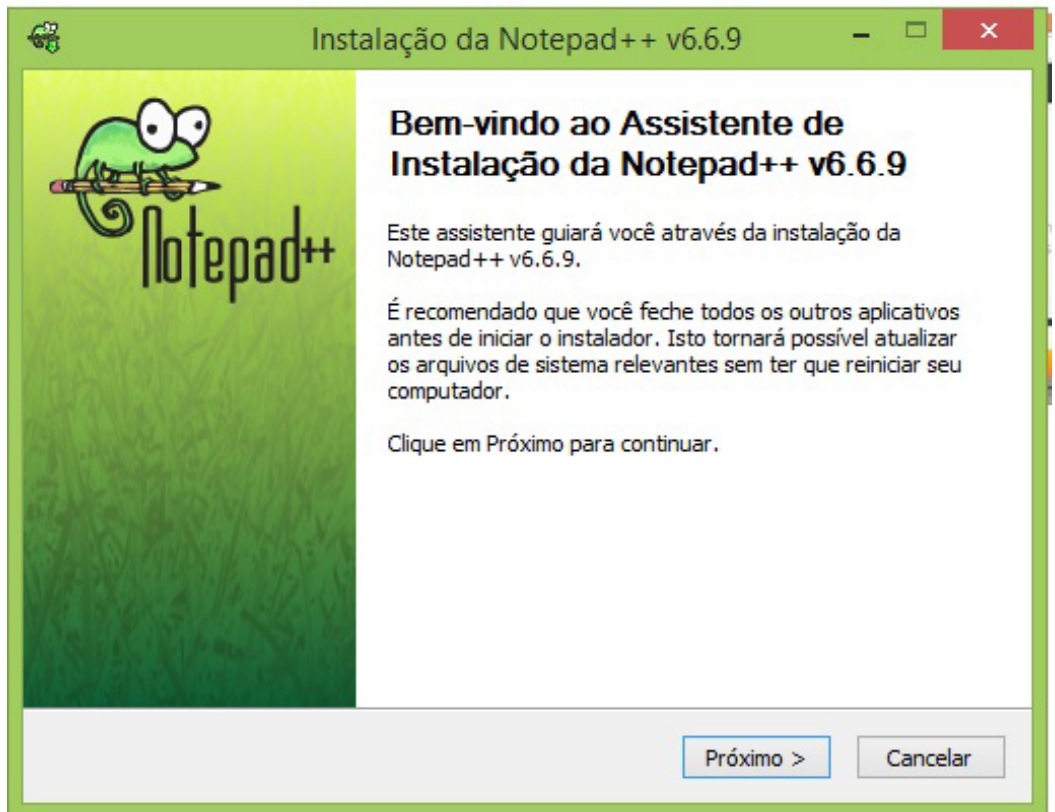 Instalação da Notepad++ v6.6.9
Notepad++
Bem-vindo ao Assistente de
Instalação da Notepad++ v6.6.9
Este assistente guiará você através da instalação da
Notepad++ v6.6.9.
É recomendado que você feche todos os outros aplicativos
antes de iniciar o instalador. Isto tornará possível atualizar
os arquivos de sistema relevantes sem ter que reiniciar seu
computador.
Clique em Próximo para continuar.
Próximo >
Cancelar